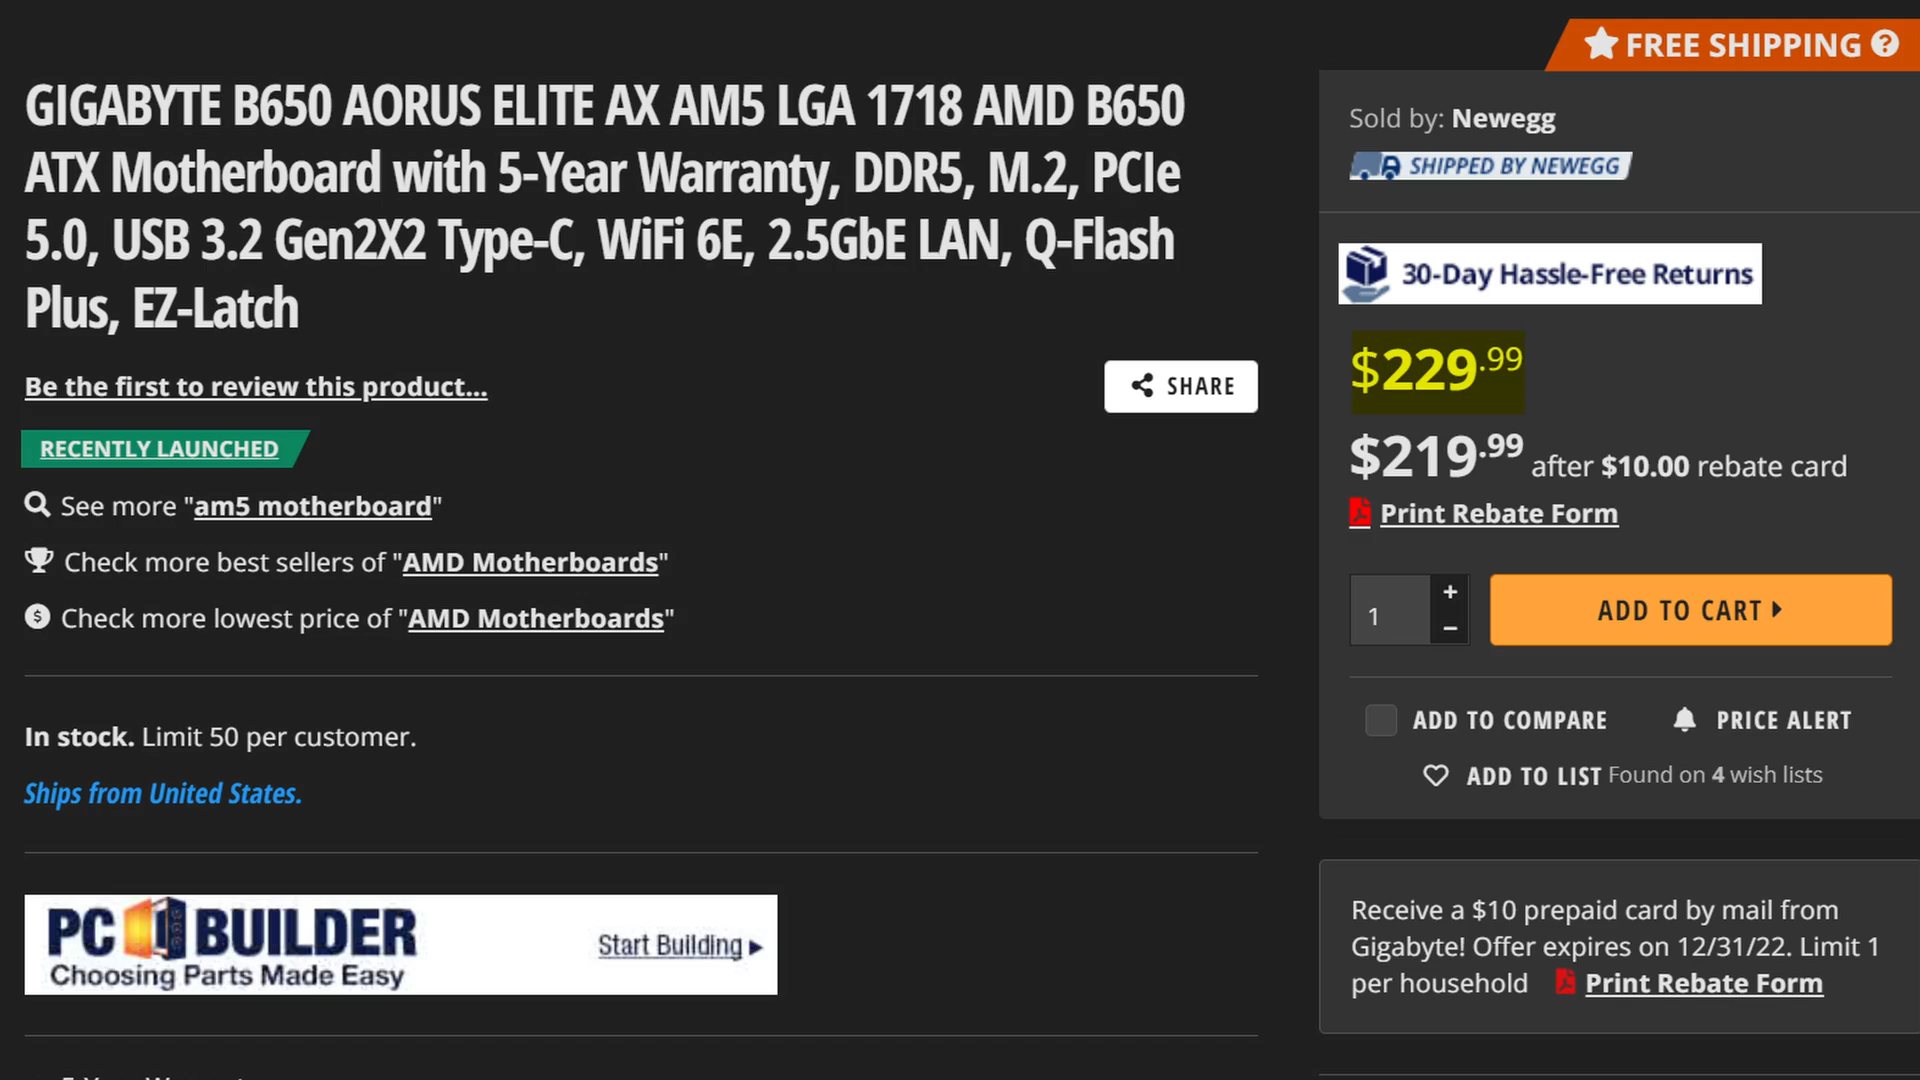 FREE SHIPPING ?
GIGABYTE B650 AORUS ELITE AX AM5 LGA 1718 AMD B650
ATX Motherboard with 5-Year Warranty, DDR5, M.2, PCIe
5.0, USB 3.2 Gen2X2 Type-C, WiFi 6E, 2.5GbE LAN, Q-Flash
Plus, EZ-Latch
Be the first to review this product...
SHARE
RECENTLY LAUNCHED
See more "am5 motherboard"
Check more best sellers of "AMD Motherboards"
Check more lowest price of "AMD Motherboards"
In stock. Limit 50 per customer.
Ships from United States.
PC BUILDER
Choosing Parts Made Easy
Start Building
Sold by: Newegg
SHIPPED BY NEWEGG
30-Day Hassle-Free Returns
$229.99
$219.99 after $10.00 rebate card
Print Rebate Form
1 + −
ADD TO CART
ADD TO COMPARE
PRICE ALERT
ADD TO LIST Found on 4 wish lists
Receive a $10 prepaid card by mail from
Gigabyte! Offer expires on 12/31/22. Limit 1
per household Print Rebate Form